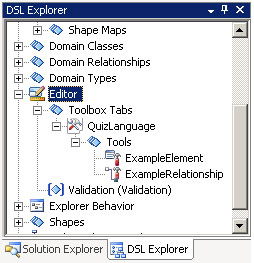 DSL Explorer
Shape Maps
Domain Classes
Domain Relationships
Domain Types
Editor
Toolbox Tabs
QuizLanguage
Tools
ExampleElement
ExampleRelationship
Validation (Validation)
Explorer Behavior
Shapes
Solution Explorer DSL Explorer